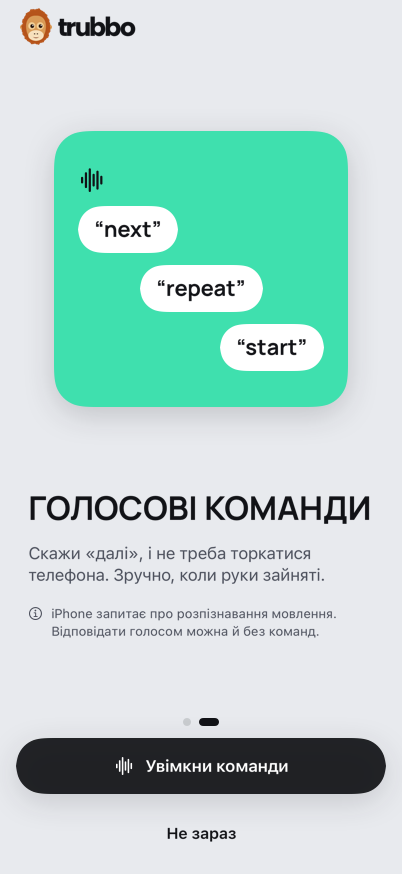 trubbo
“next”
“repeat”
“start”
ГОЛОСОВІ КОМАНДИ
Скажи «далі», і не треба торкатися
телефона. Зручно, коли руки зайняті.
iPhone запитає про розпізнавання мовлення.
Відповідати голосом можна й без команд.
Увімкни команди
Не зараз